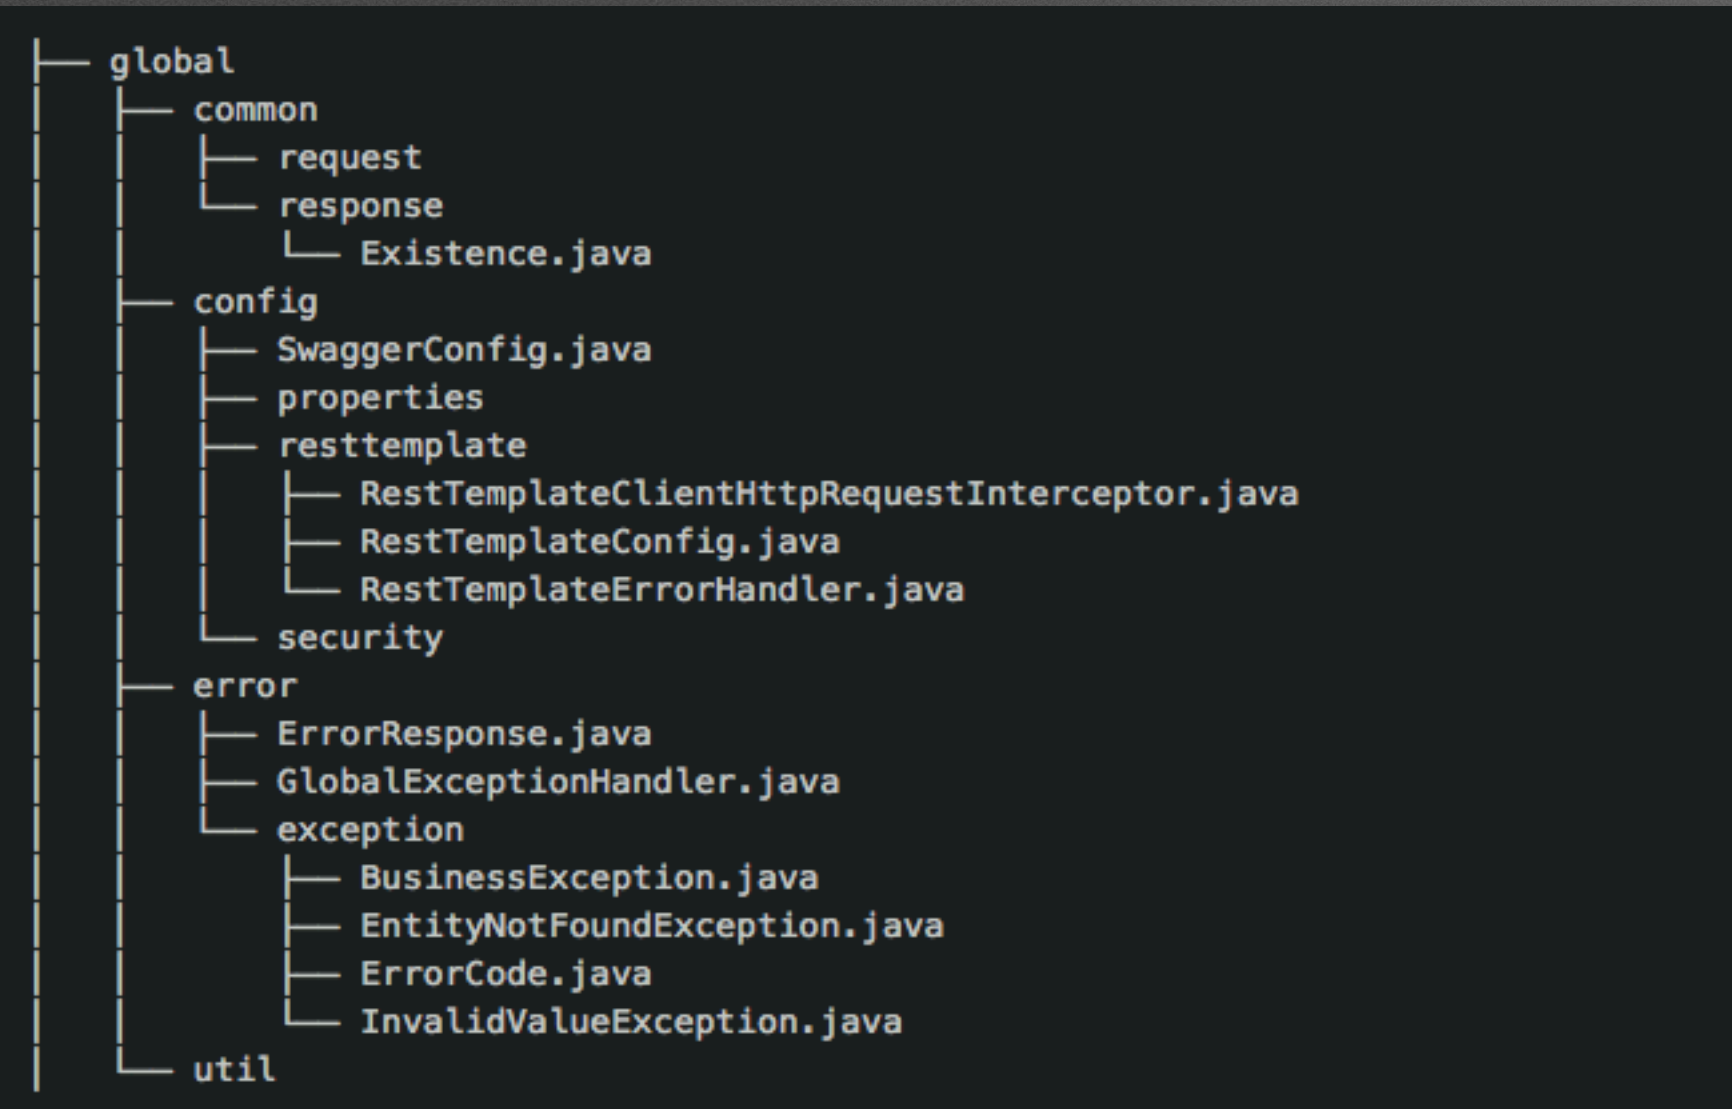 ├── global
│   ├── common
│   │   ├── request
│   │   └── response
│   │       └── Existence.java
│   ├── config
│   │   ├── SwaggerConfig.java
│   │   ├── properties
│   │   ├── resttemplate
│   │   │   ├── RestTemplateClientHttpRequestInterceptor.java
│   │   │   ├── RestTemplateConfig.java
│   │   │   └── RestTemplateErrorHandler.java
│   │   └── security
│   ├── error
│   │   ├── ErrorResponse.java
│   │   ├── GlobalExceptionHandler.java
│   │   └── exception
│   │       ├── BusinessException.java
│   │       ├── EntityNotFoundException.java
│   │       ├── ErrorCode.java
│   │       └── InvalidValueException.java
│   └── util